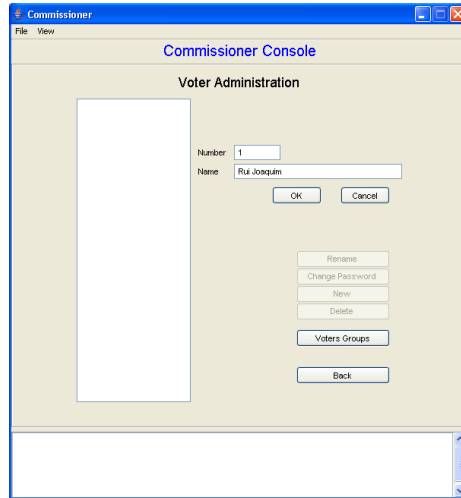 Commissioner
File View
Commissioner Console
Voter Administration
Number 1
Name Rui Joaquim
OK Cancel
Rename
Change Password
New
Delete
Voters Groups
Back